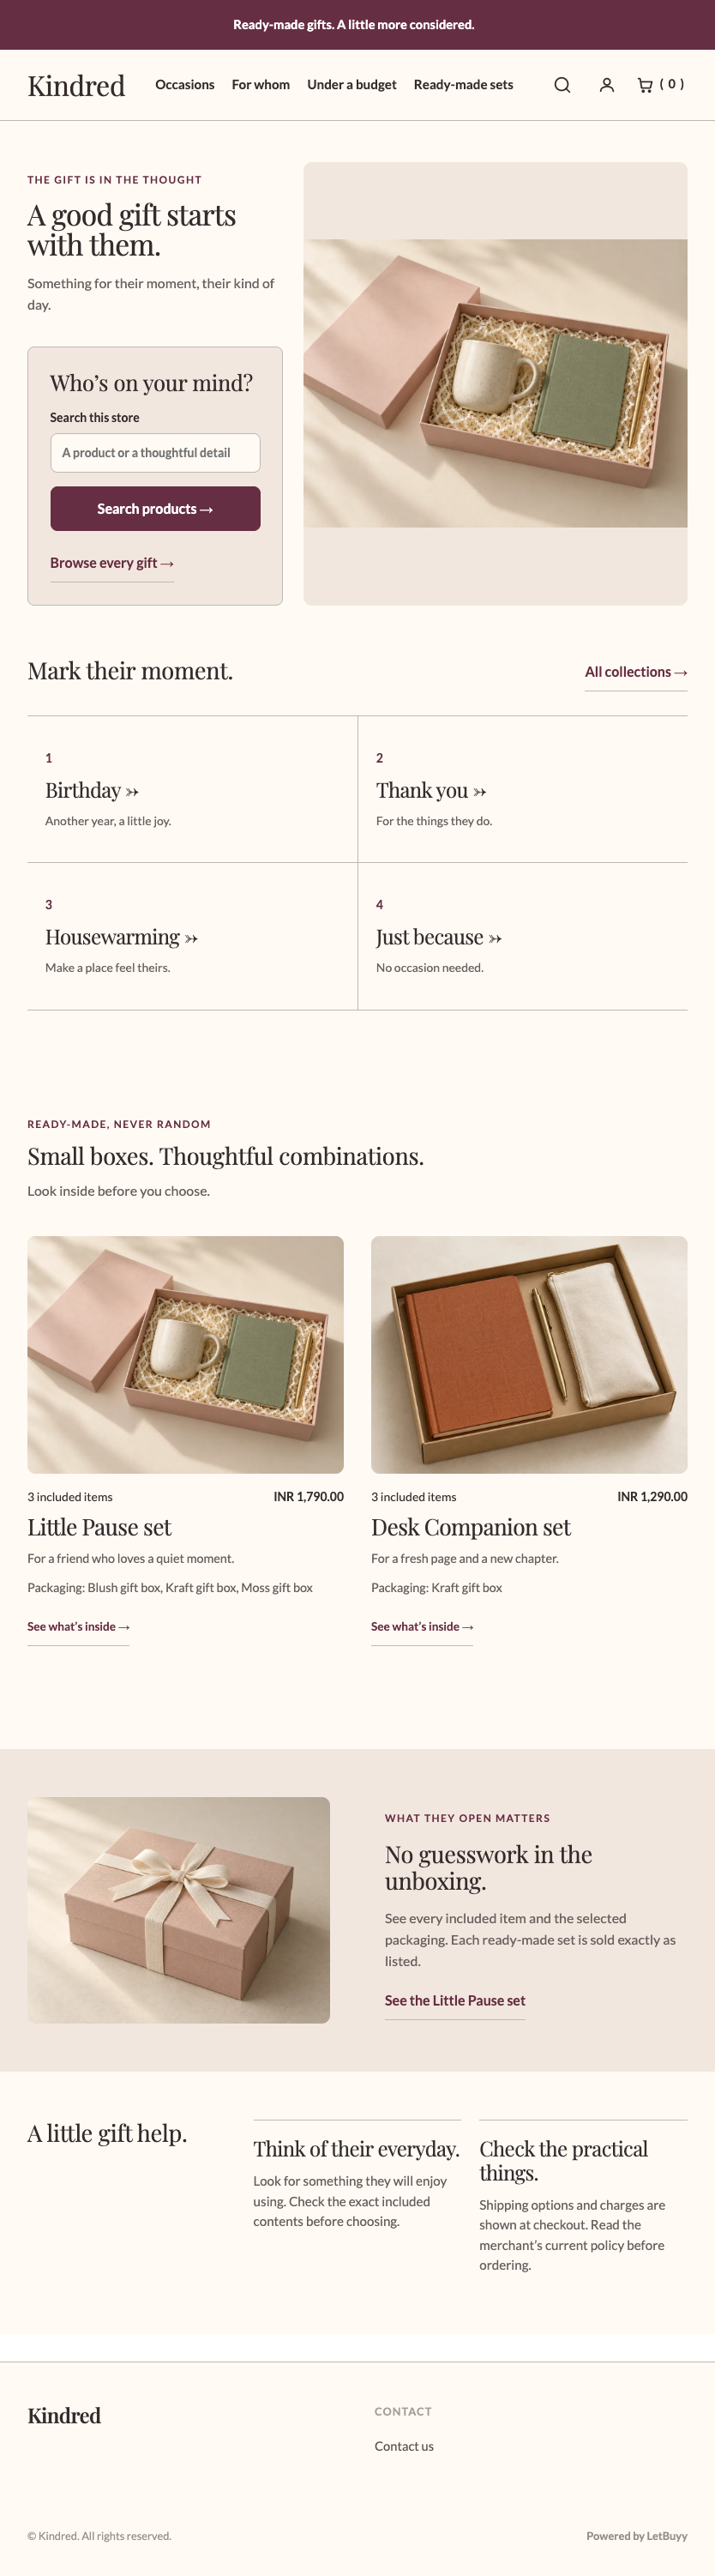 Ready-made gifts. A little more considered.
Kindred
Occasions
For whom
Under a budget
Ready-made sets
( 0 )
THE GIFT IS IN THE THOUGHT
A good gift starts
with them.
Something for their moment, their kind of
day.
Who’s on your mind?
Search this store
A product or a thoughtful detail
Search products →
Browse every gift →
Mark their moment.
All collections →
1
Birthday →
Another year, a little joy.
2
Thank you →
For the things they do.
3
Housewarming →
Make a place feel theirs.
4
Just because →
No occasion needed.
READY-MADE, NEVER RANDOM
Small boxes. Thoughtful combinations.
Look inside before you choose.
3 included items
INR 1,790.00
Little Pause set
For a friend who loves a quiet moment.
Packaging: Blush gift box, Kraft gift box, Moss gift box
See what’s inside →
3 included items
INR 1,290.00
Desk Companion set
For a fresh page and a new chapter.
Packaging: Kraft gift box
See what’s inside →
WHAT THEY OPEN MATTERS
No guesswork in the
unboxing.
See every included item and the selected
packaging. Each ready-made set is sold exactly as
listed.
See the Little Pause set
A little gift help.
Think of their everyday.
Look for something they will enjoy
using. Check the exact included
contents before choosing.
Check the practical
things.
Shipping options and charges are
shown at checkout. Read the
merchant’s current policy before
ordering.
Kindred
CONTACT
Contact us
© Kindred. All rights reserved.
Powered by LetBuyy